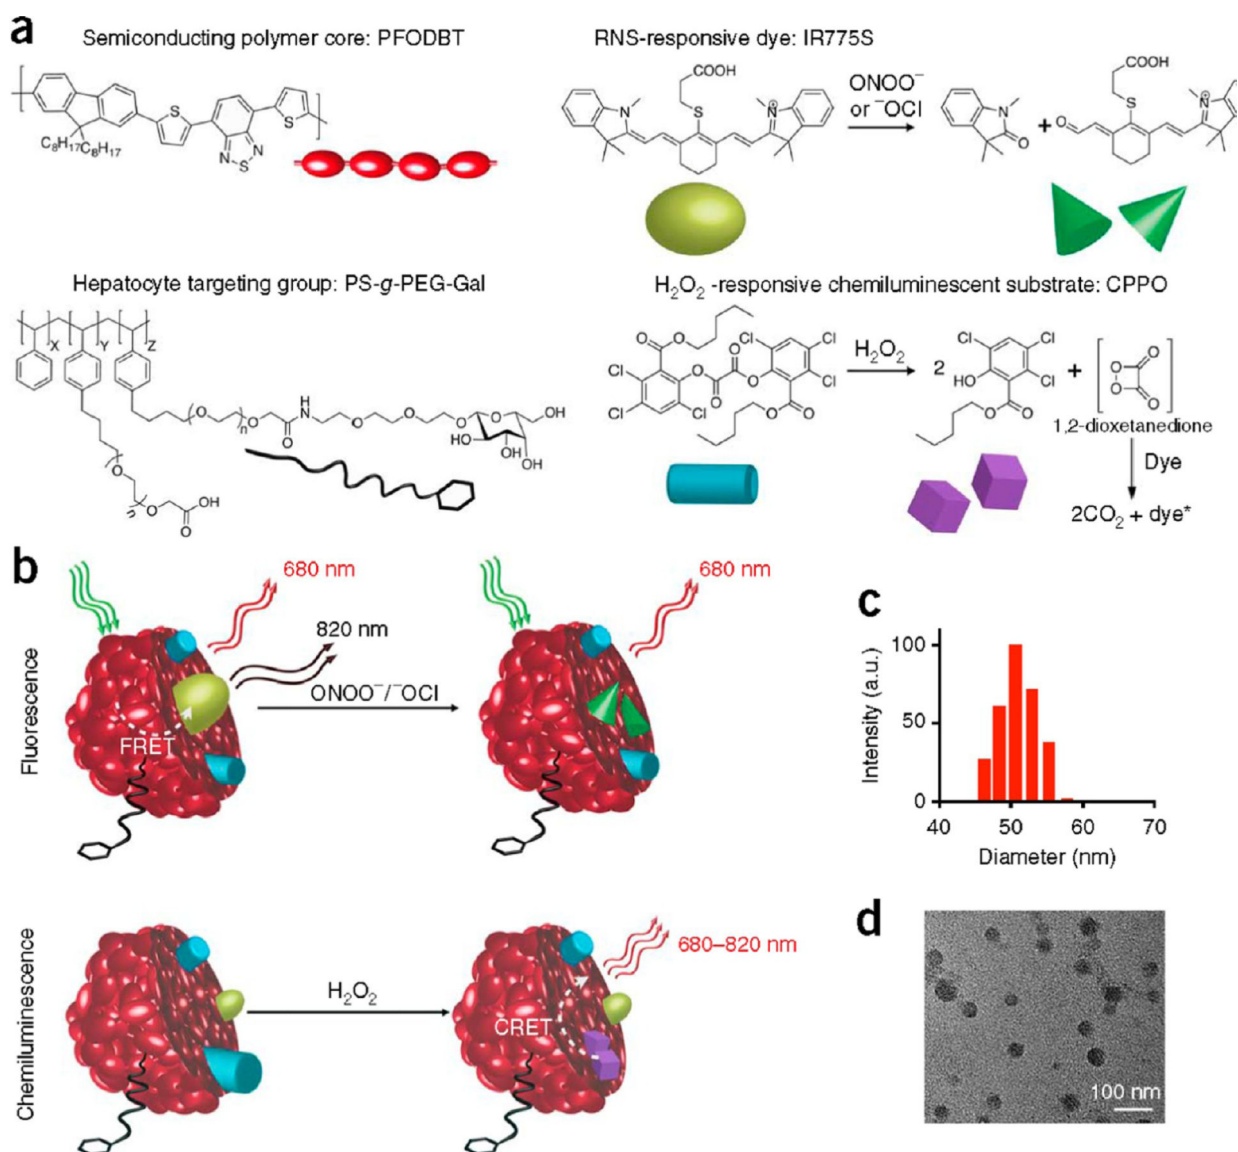 a
Semiconducting polymer core: PFODBT
C₈H₁₇
C₈H₁₇
S
N
S
N
S
RNS-responsive dye: IR775S
COOH
S
N
N
⊕
ONOO⁻
or ⁻OCl
N
O
+
COOH
S
O
N
⊕
Hepatocyte targeting group: PS-g-PEG-Gal
X
Y
Z
O
n
O
O
H
N
O
O
O
O
O
OH
HO
HO
OH
OH
O
n
O
OH
O
H₂O₂ -responsive chemiluminescent substrate: CPPO
O
O
Cl
Cl
Cl
O
O
O
O
Cl
Cl
Cl
O
O
H₂O₂
2
Cl
Cl
Cl
HO
O
O
+
O
O
O
O
1,2-dioxetanedione
Dye
2CO₂ + dye*
b
Fluorescence
680 nm
820 nm
FRET
ONOO⁻/⁻OCl
680 nm
Chemiluminescence
H₂O₂
CRET
680–820 nm
c
Intensity (a.u.)
100
50
0
40
50
60
70
Diameter (nm)
d
100 nm